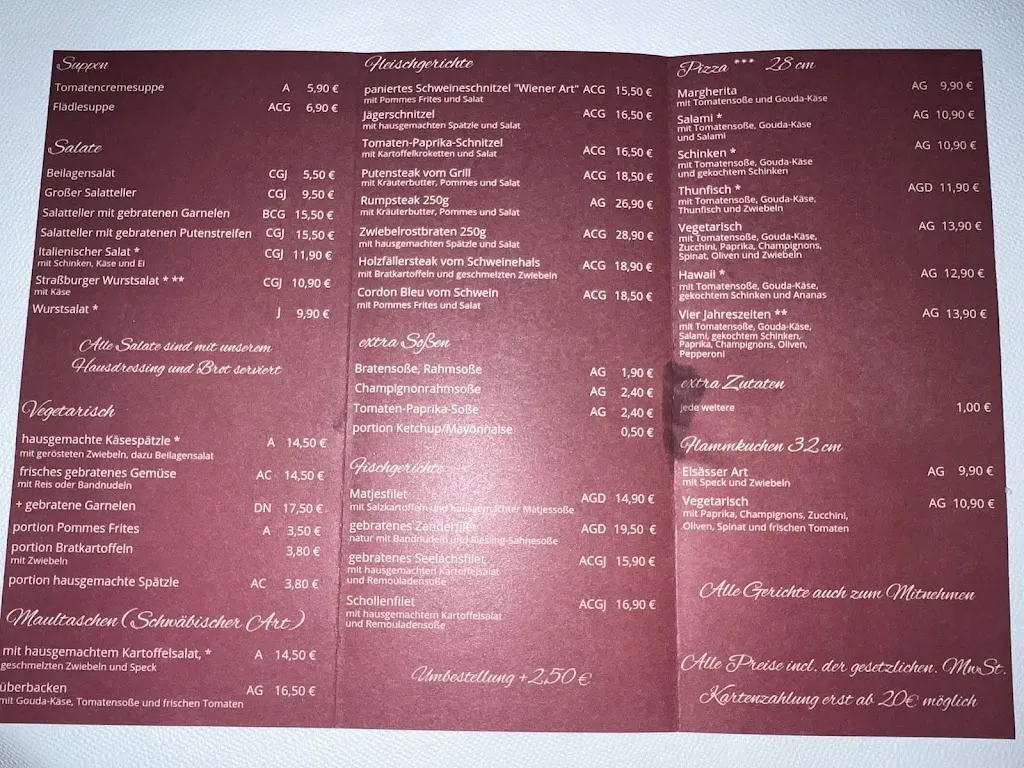 Suppen
Tomatencremesuppe A 5,90 €
Flädlesuppe ACG 6,90 €
Salate
Beilagensalat CGJ 5,50 €
Großer Salatteller CGJ 9,50 €
Salatteller mit gebratenen Garnelen BCG 15,50 €
Salatteller mit gebratenen Putenstreifen CGJ 15,50 €
Italienischer Salat * CGJ 11,90 €
mit Schinken, Käse und Ei
Straßburger Wurstsalat * ** CGJ 10,90 €
mit Käse
Wurstsalat * J 9,90 €
Alle Salate sind mit unserem
Hausdressing und Brot serviert
Vegetarisch
hausgemachte Käsespätzle * A 14,50 €
mit gerösteten Zwiebeln, dazu Beilagensalat
frisches gebratenes Gemüse AC 14,50 €
mit Reis oder Bandnudeln
+ gebratene Garnelen DN 17,50 €
portion Pommes Frites A 3,50 €
portion Bratkartoffeln 3,80 €
mit Zwiebeln
portion hausgemachte Spätzle AC 3,80 €
Maultaschen (Schwäbischer Art)
mit hausgemachtem Kartoffelsalat, * A 14,50 €
geschmelzten Zwiebeln und Speck
überbacken AG 16,50 €
mit Gouda-Käse, Tomatensoße und frischen Tomaten
Fleischgerichte
paniertes Schweineschnitzel "Wiener Art" ACG 15,50 €
mit Pommes Frites und Salat
Jägerschnitzel ACG 16,50 €
mit hausgemachten Spätzle und Salat
Tomaten-Paprika-Schnitzel ACG 16,50 €
mit Kartoffelkroketten und Salat
Putensteak vom Grill ACG 18,50 €
mit Kräuterbutter, Pommes und Salat
Rumpsteak 250g AG 26,90 €
mit Kräuterbutter, Pommes und Salat
Zwiebelrostbraten 250g ACG 28,90 €
mit hausgemachten Spätzle und Salat
Holzfällersteak vom Schweinehals ACG 18,90 €
mit Bratkartoffeln und geschmelzten Zwiebeln
Cordon Bleu vom Schwein ACG 18,50 €
mit Pommes Frites und Salat
extra Soßen
Bratensoße, Rahmsoße AG 1,90 €
Champignonrahmsoße AG 2,40 €
Tomaten-Paprika-Soße AG 2,40 €
portion Ketchup/Mayonnaise 0,50 €
Fischgerichte
Matjesfilet AGD 14,90 €
mit Salzkartoffeln und hausgemachter Matjessoße
gebratenes Zanderfilet AGD 19,50 €
natur mit Bandnudeln und Riesling-Sahnesoße
gebratenes Seelachsfilet ACGJ 15,90 €
mit hausgemachten Kartoffelsalat
und Remouladensoße
Schollenfilet ACGJ 16,90 €
mit hausgemachtem Kartoffelsalat
und Remouladensoße
Umbestellung + 2,50 €
Pizza *** 28 cm
Margherita AG 9,90 €
mit Tomatensoße und Gouda-Käse
Salami * AG 10,90 €
mit Tomatensoße, Gouda-Käse
und Salami
Schinken * AG 10,90 €
mit Tomatensoße, Gouda-Käse
und gekochtem Schinken
Thunfisch * AGD 11,90 €
mit Tomatensoße, Gouda-Käse,
Thunfisch und Zwiebeln
Vegetarisch AG 13,90 €
mit Tomatensoße, Gouda-Käse,
Zucchini, Paprika, Champignons,
Spinat, Oliven und Zwiebeln
Hawaii * AG 12,90 €
mit Tomatensoße, Gouda-Käse,
gekochtem Schinken und Ananas
Vier Jahreszeiten ** AG 13,90 €
mit Tomatensoße, Gouda-Käse,
Salami, gekochtem Schinken,
Paprika, Champignons, Oliven,
Pepperoni
extra Zutaten
jede weitere 1,00 €
Flammkuchen 32 cm
Elsässer Art AG 9,90 €
mit Speck und Zwiebeln
Vegetarisch AG 10,90 €
mit Paprika, Champignons, Zucchini,
Oliven, Spinat und frischen Tomaten
Alle Gerichte auch zum Mitnehmen
Alle Preise incl. der gesetzlichen. MwSt.
Kartenzahlung erst ab 20€ möglich